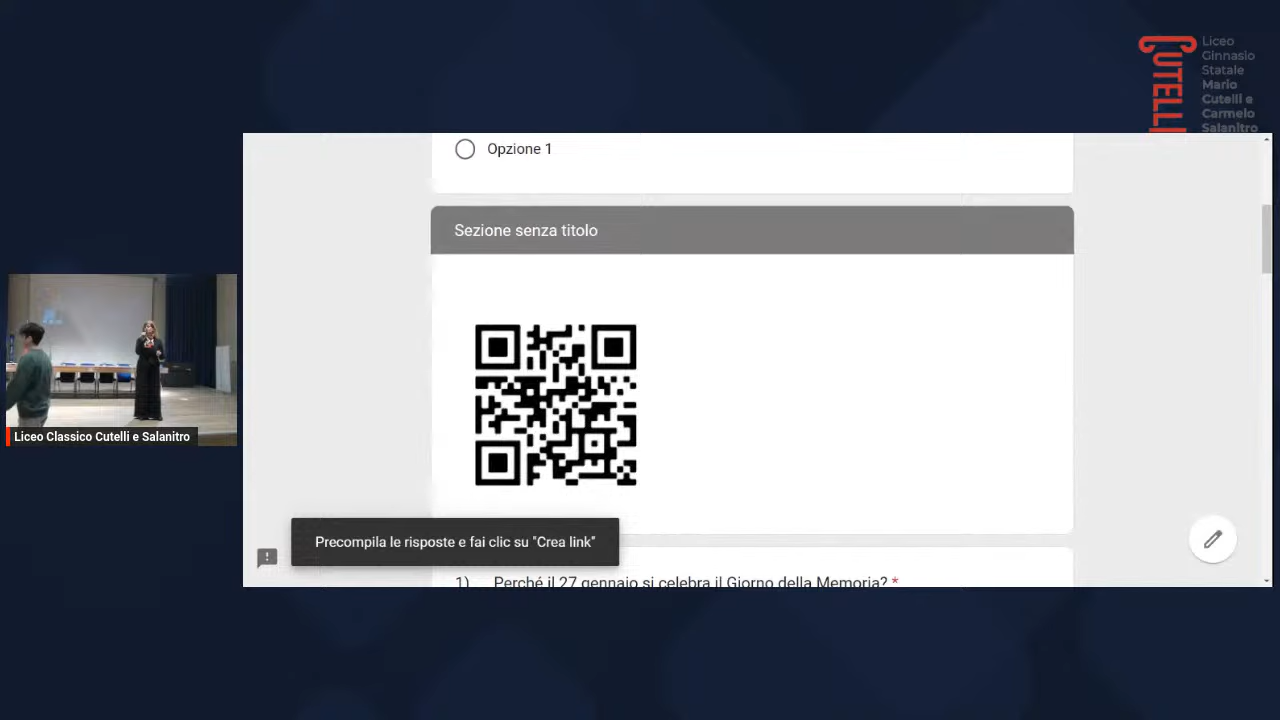 CUTELLI
Liceo
Ginnasio
Statale
Mario
Cutelli e
Carmelo
Salanitro
Opzione 1
Sezione senza titolo
Liceo Classico Cutelli e Salanitro
Precompila le risposte e fai clic su "Crea link"
1) Perché il 27 gennaio si celebra il Giorno della Memoria? *